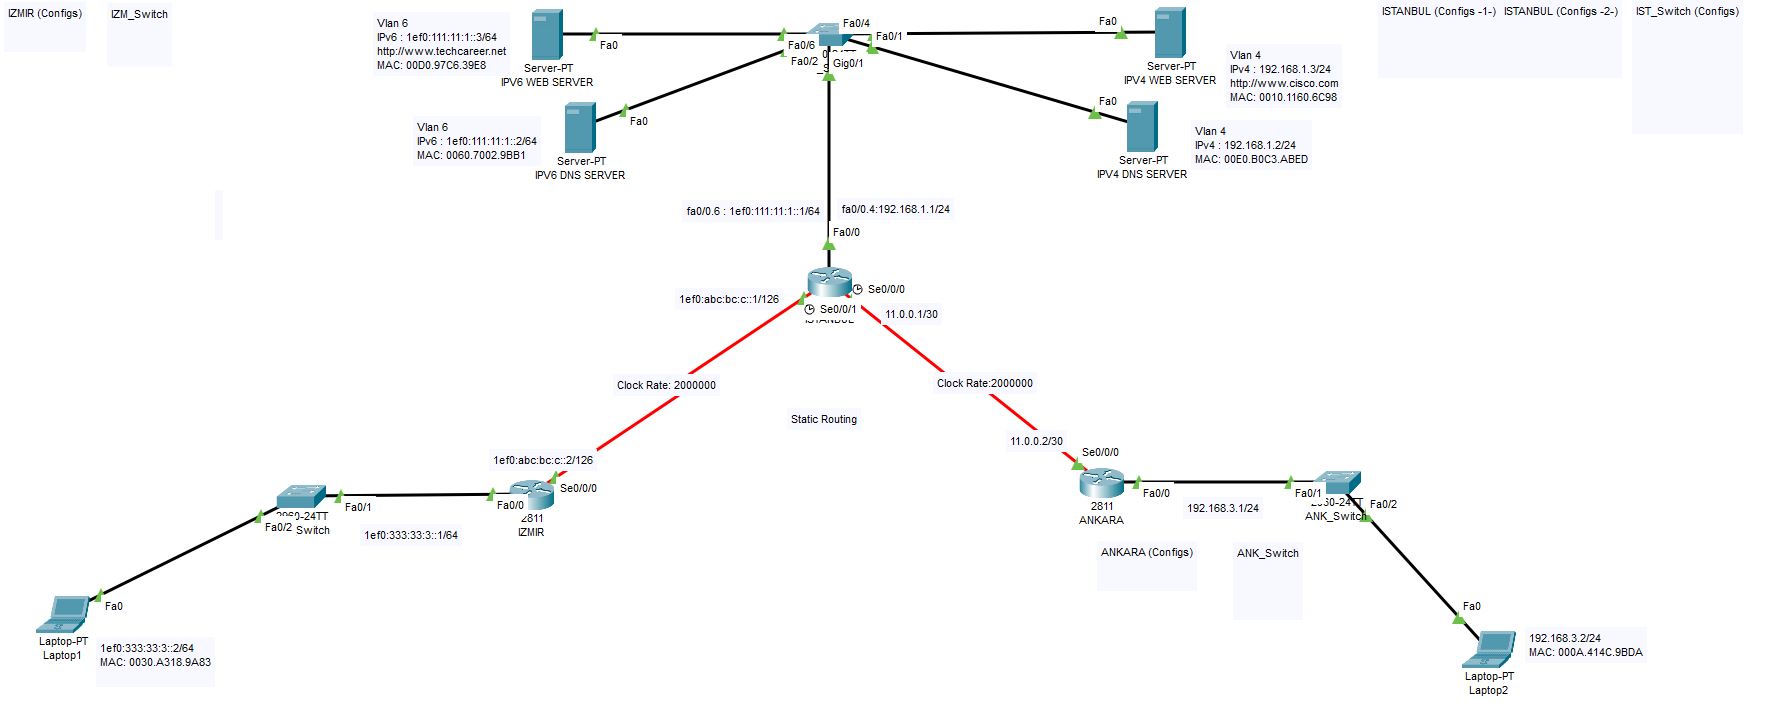 IZMIR (Configs)
IZM_Switch
Vlan 6
IPv6 : 1ef0:111:11:1::3/64
http://www.techcareer.net
MAC: 00D0.97C6.39E8
Fa0
Server-PT
IPV6 WEB SERVER
Fa0/4
Fa0/6
Fa0/1
Fa0/2
Gig0/1
Fa0
Server-PT
IPV4 WEB SERVER
Vlan 4
IPv4 : 192.168.1.3/24
http://www.cisco.com
MAC: 0010.1160.6C98
ISTANBUL (Configs -1-)
ISTANBUL (Configs -2-)
IST_Switch (Configs)
Vlan 6
IPv6 : 1ef0:111:11:1::2/64
MAC: 0060.7002.9BB1
Fa0
Server-PT
IPV6 DNS SERVER
Fa0
Server-PT
IPV4 DNS SERVER
Vlan 4
IPv4 : 192.168.1.2/24
MAC: 00E0.B0C3.ABED
fa0/0.6 : 1ef0:111:11:1::1/64
fa0/0.4:192.168.1.1/24
Fa0/0
1ef0:abc:bc:c::1/126
Se0/0/0
Se0/0/1
ISTANBUL
11.0.0.1/30
Clock Rate: 2000000
Clock Rate:2000000
Static Routing
1ef0:abc:bc:c::2/126
Se0/0/0
Fa0/0
2811
IZMIR
Fa0/1
2960-24TT
Fa0/2
Switch
1ef0:333:33:3::1/64
Fa0
Laptop-PT
Laptop1
1ef0:333:33:3::2/64
MAC: 0030.A318.9A83
11.0.0.2/30
Se0/0/0
Fa0/0
2811
ANKARA
192.168.3.1/24
Fa0/1
2960-24TT
ANK_Switch
Fa0/2
ANKARA (Configs)
ANK_Switch
Fa0
192.168.3.2/24
MAC: 000A.414C.9BDA
Laptop-PT
Laptop2